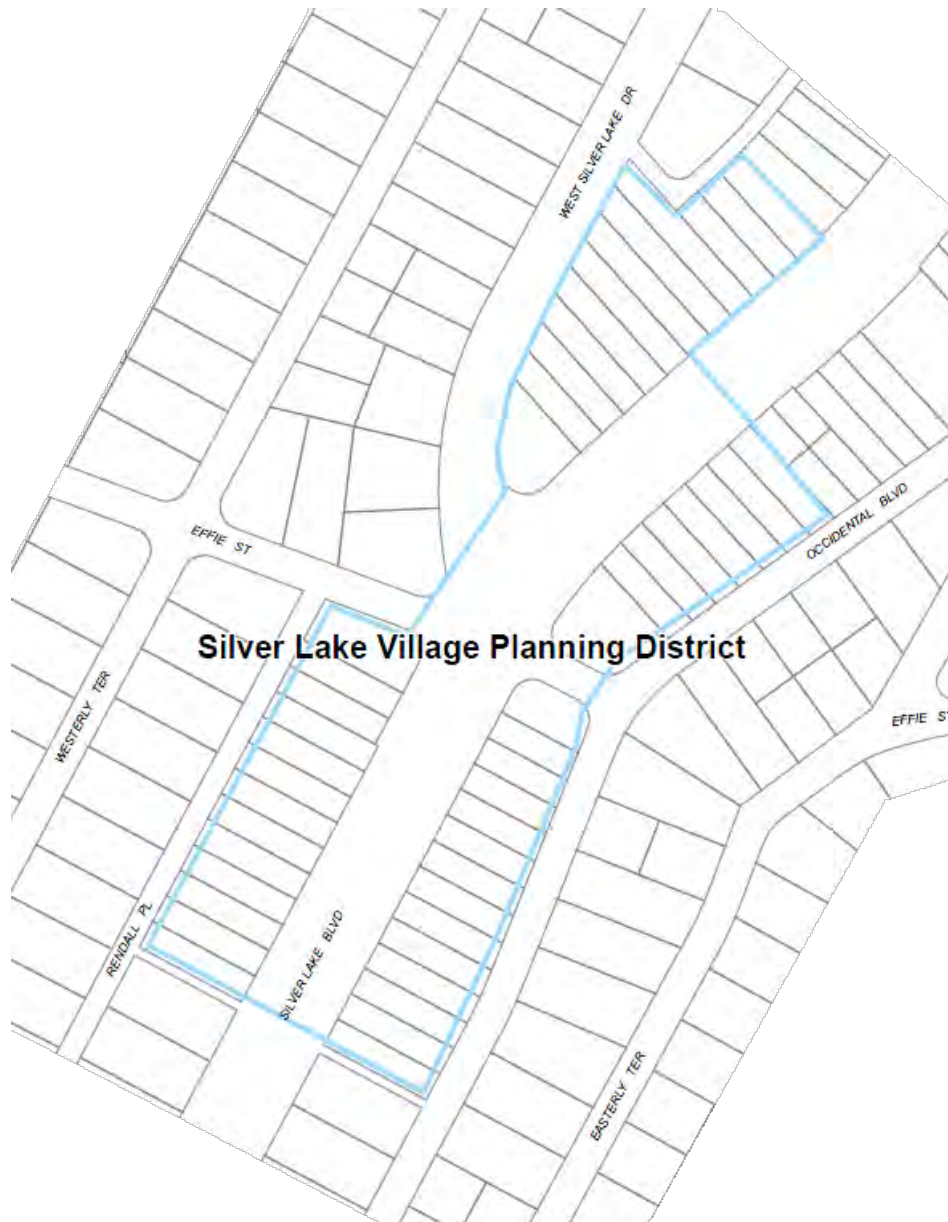 WEST SILVER LAKE DR
EFFIE ST
OCCIDENTAL BLVD
Silver Lake Village Planning District
WESTERLY TER
EFFIE ST
RENDALL PL
SILVER LAKE BLVD
EASTERLY TER